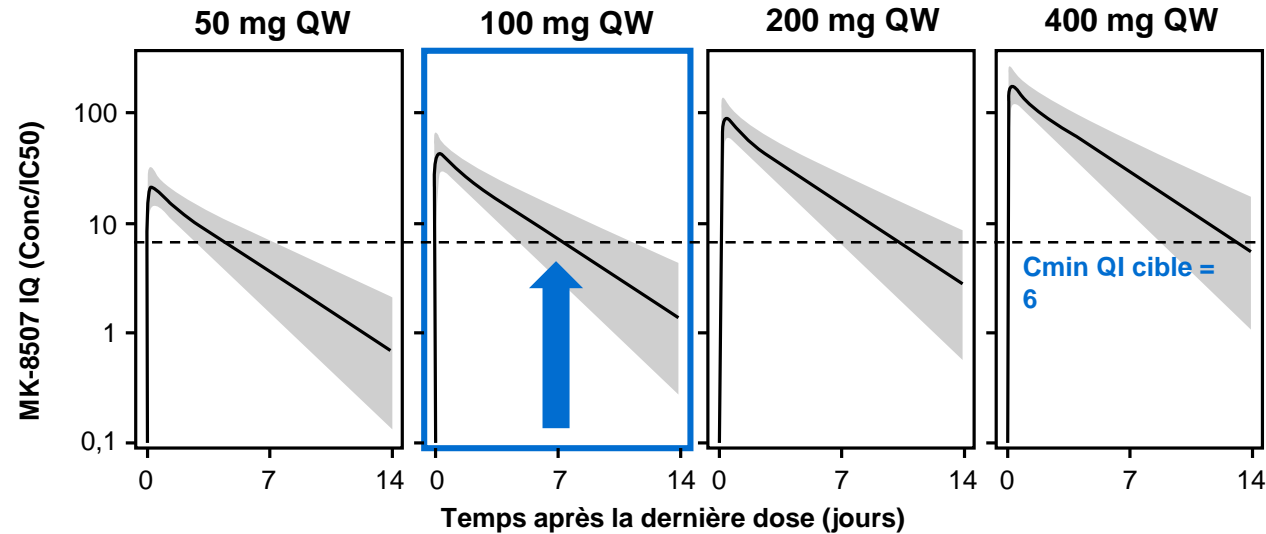 50 mg QW
100 mg QW
200 mg QW
400 mg QW
MK-8507 IQ (Conc/IC50)
100
10
1
0,1
Cmin QI cible =
6
0
7
14
0
7
14
0
7
14
0
7
14
Temps après la dernière dose (jours)